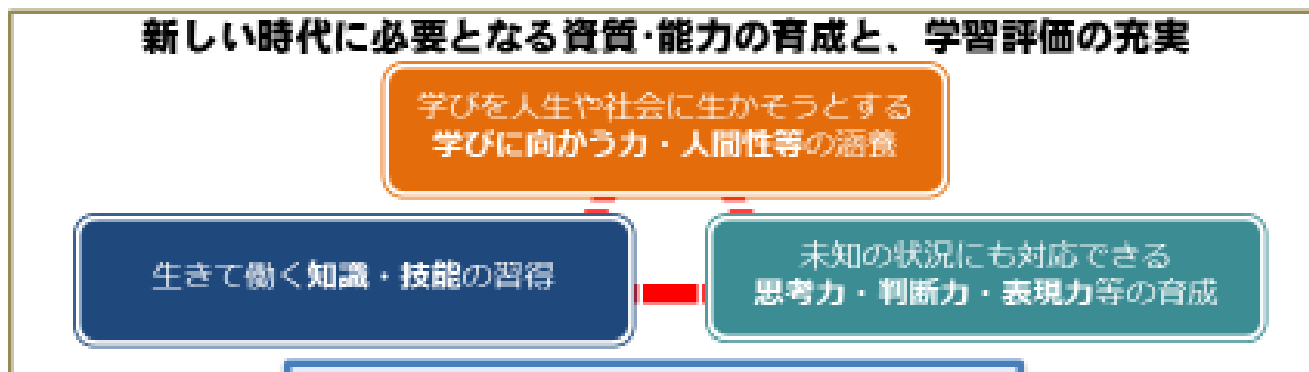 新しい時代に必要となる資質・能力の育成と、学習評価の充実
学びを人生や社会に生かそうとする
学びに向かう力・人間性等の涵養
生きて働く知識・技能の習得
未知の状況にも対応できる
思考力・判断力・表現力等の育成